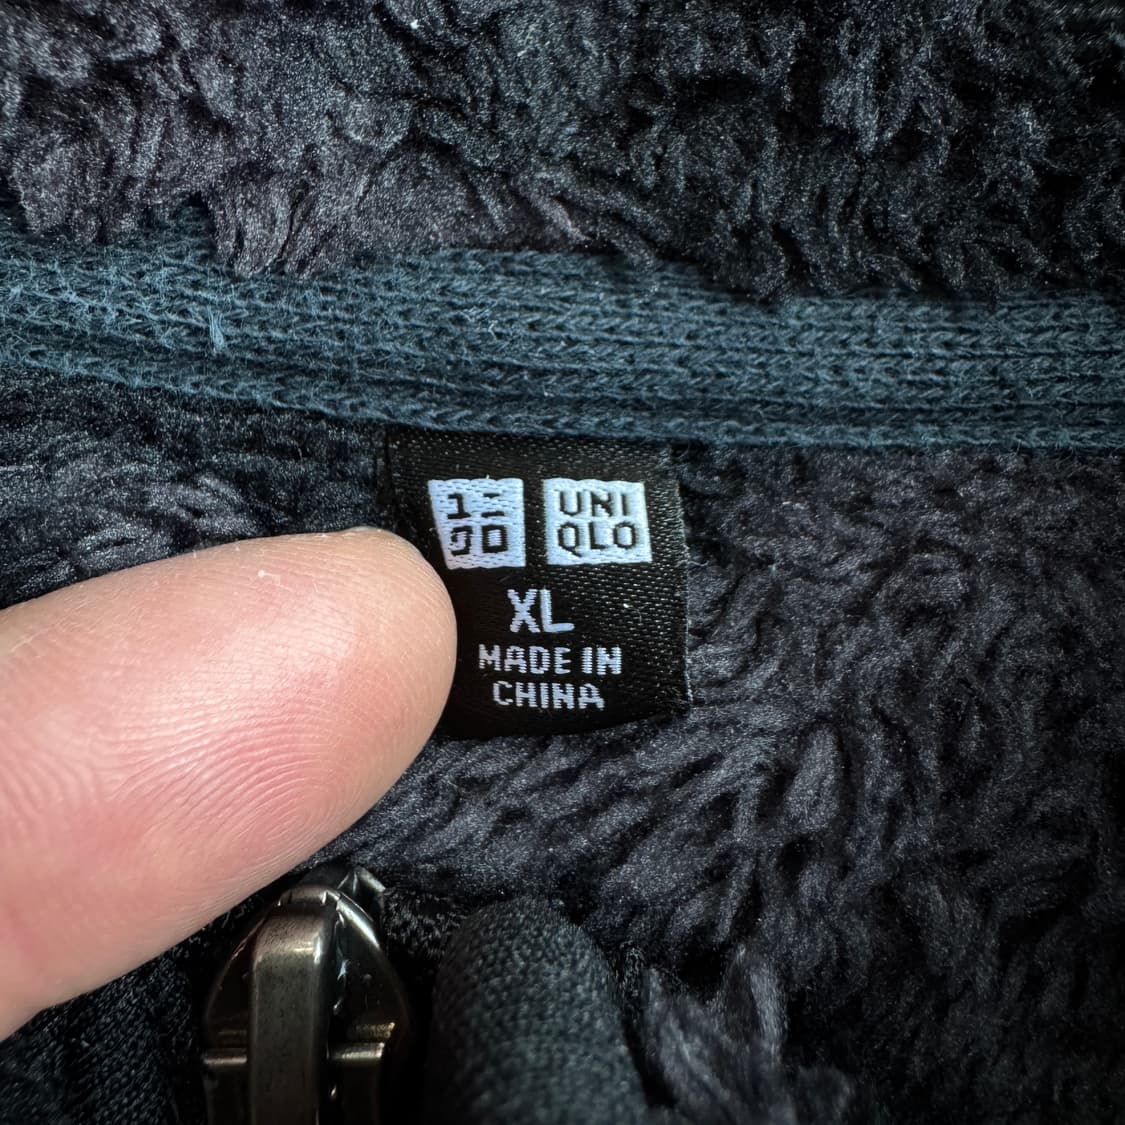 ユニ UNI
クロ QLO
XL
MADE IN
CHINA